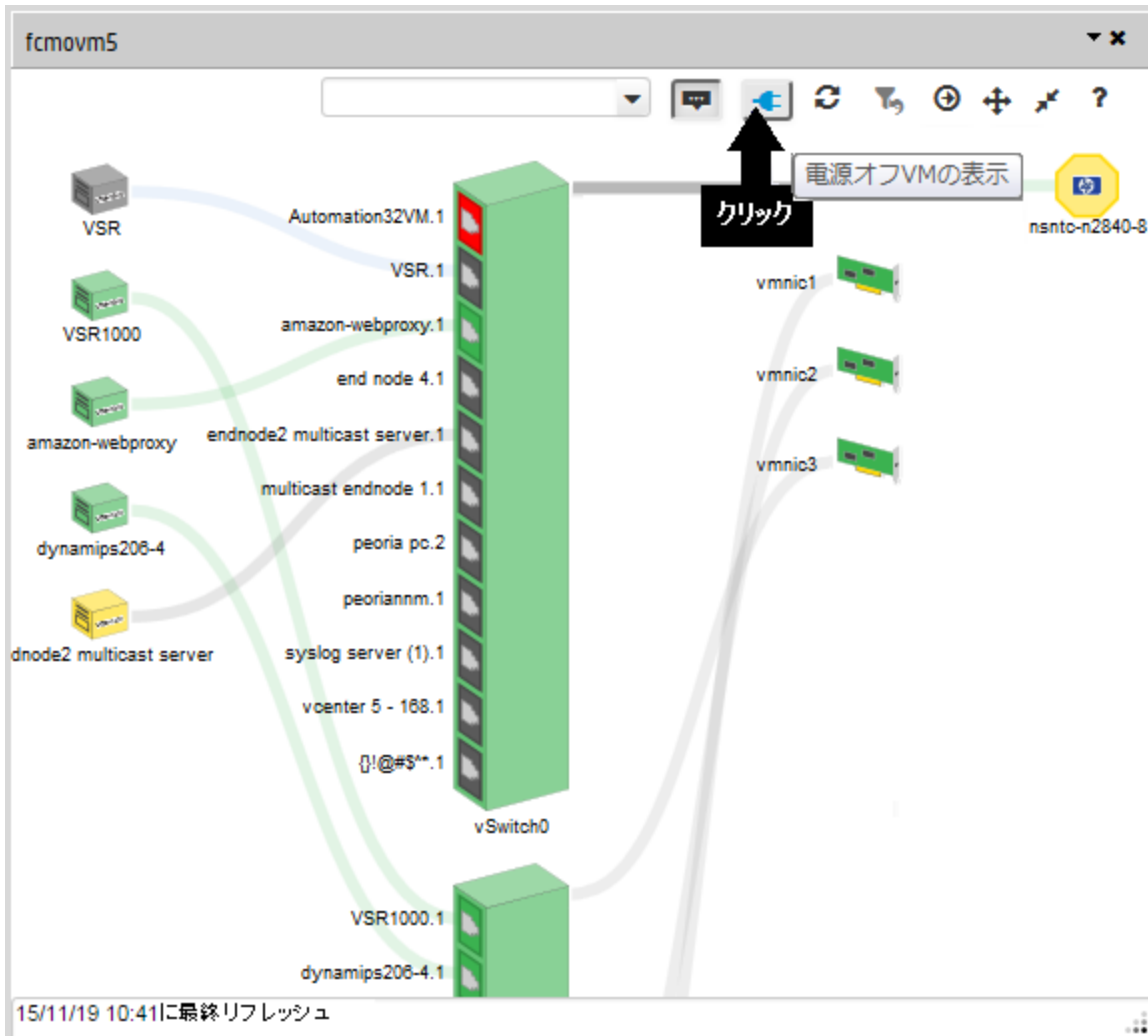 fcmovm5
電源オフVMの表示
クリック
nsntc-n2840-8
VSR
VSR1000
amazon-webproxy
dynamips206-4
dnode2 multicast server
Automation32VM.1
VSR.1
amazon-webproxy.1
end node 4.1
endnode2 multicast server.1
multicast endnode 1.1
peoria pc.2
peoriannm.1
syslog server (1).1
vcenter 5 - 168.1
{}!@#$^*.1
vSwitch0
VSR1000.1
dynamips206-4.1
vmnic1
vmnic2
vmnic3
15/11/19 10:41に最終リフレッシュ